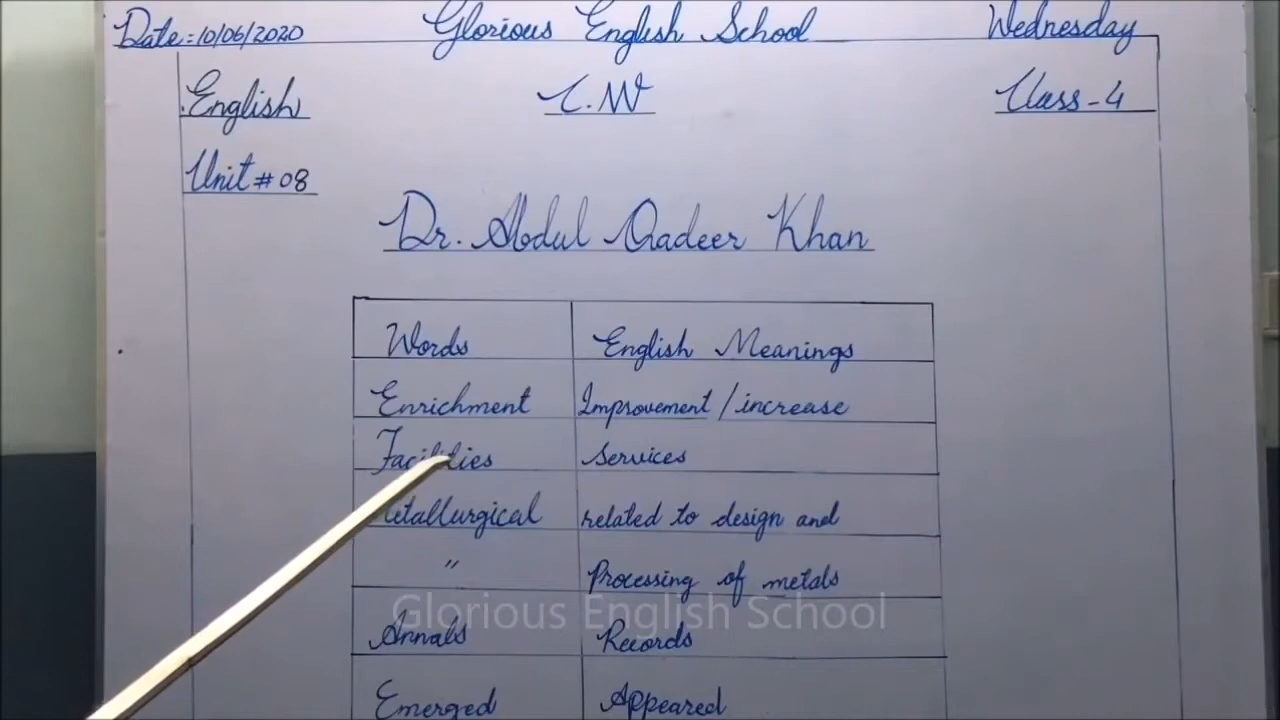 Date: 10/06/2020 Glorious English School Wednesday
English C.W Class-4
Unit # 08
Dr. Abdul Qadeer Khan
Words English Meanings
Enrichment Improvement / increase
Facilities Services
Metallurgical related to design and
" Processing of metals
Glorious English School
Annals Records
Emerged Appeared